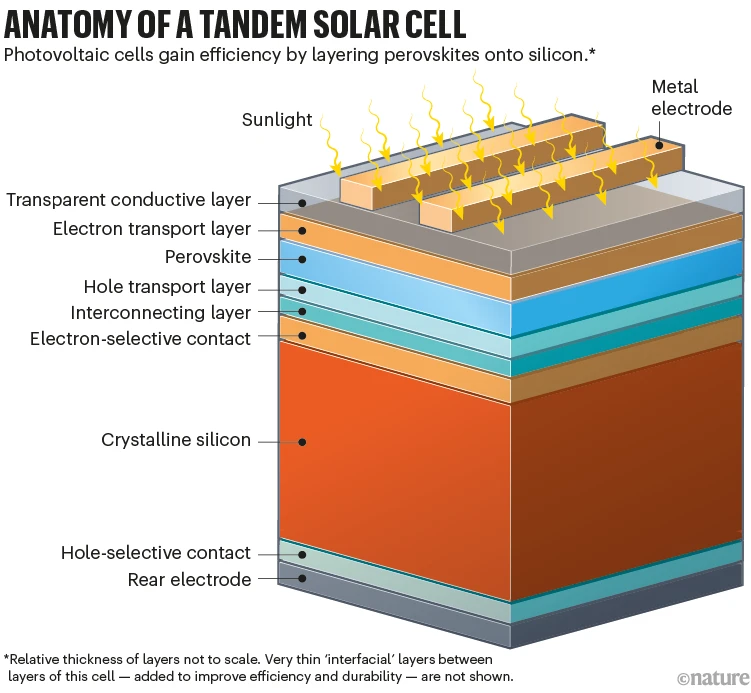 ANATOMY OF A TANDEM SOLAR CELL
Photovoltaic cells gain efficiency by layering perovskites onto silicon.*
Metal
electrode
Sunlight
Transparent conductive layer
Electron transport layer
Perovskite
Hole transport layer
Interconnecting layer
Electron-selective contact
Crystalline silicon
Hole-selective contact
Rear electrode
*Relative thickness of layers not to scale. Very thin ‘interfacial’ layers between
layers of this cell — added to improve efficiency and durability — are not shown.
©nature